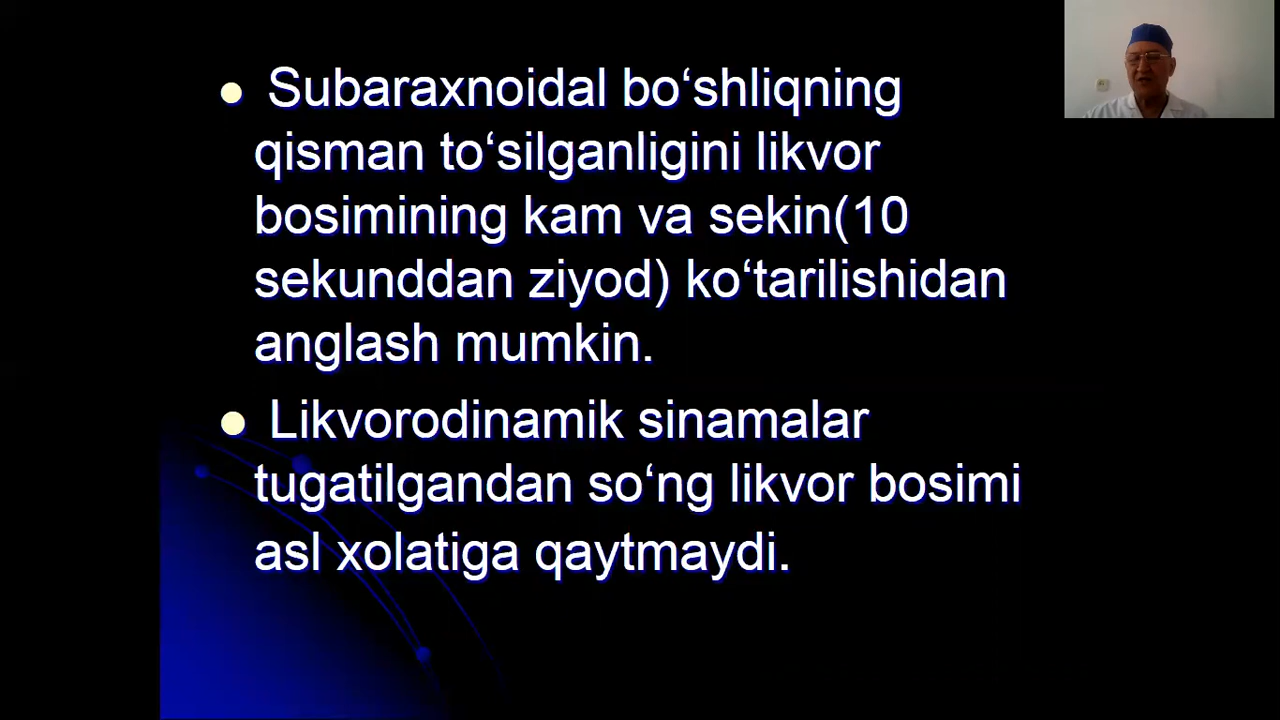 Subaraxnoidal bo‘shliqning
qisman to‘silganligini likvor
bosimining kam va sekin(10
sekunddan ziyod) ko‘tarilishidan
anglash mumkin.
Likvorodinamik sinamalar
tugatilgandan so‘ng likvor bosimi
asl xolatiga qaytmaydi.